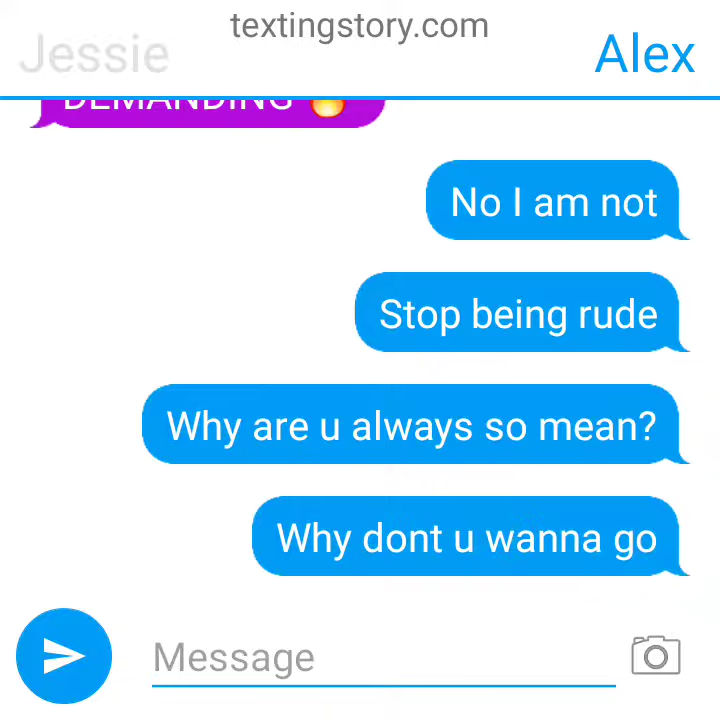 textingstory.com
Jessie
Alex
DEMANDING
No I am not
Stop being rude
Why are u always so mean?
Why dont u wanna go
Message